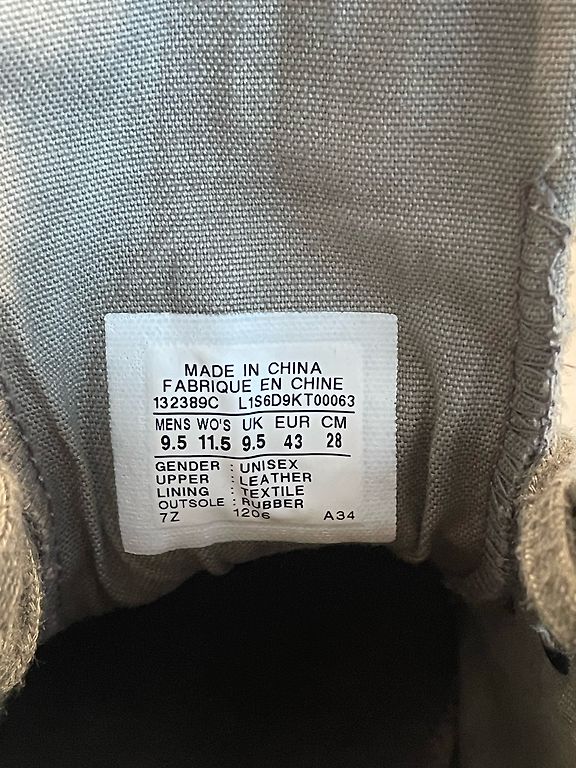 MADE IN CHINA
FABRIQUE EN CHINE
132389C L1S6D9KT00063
MENS WO'S UK EUR CM
9.5 11.5 9.5 43 28
GENDER : UNISEX
UPPER : LEATHER
LINING : TEXTILE
OUTSOLE : RUBBER
7Z 1206 A34